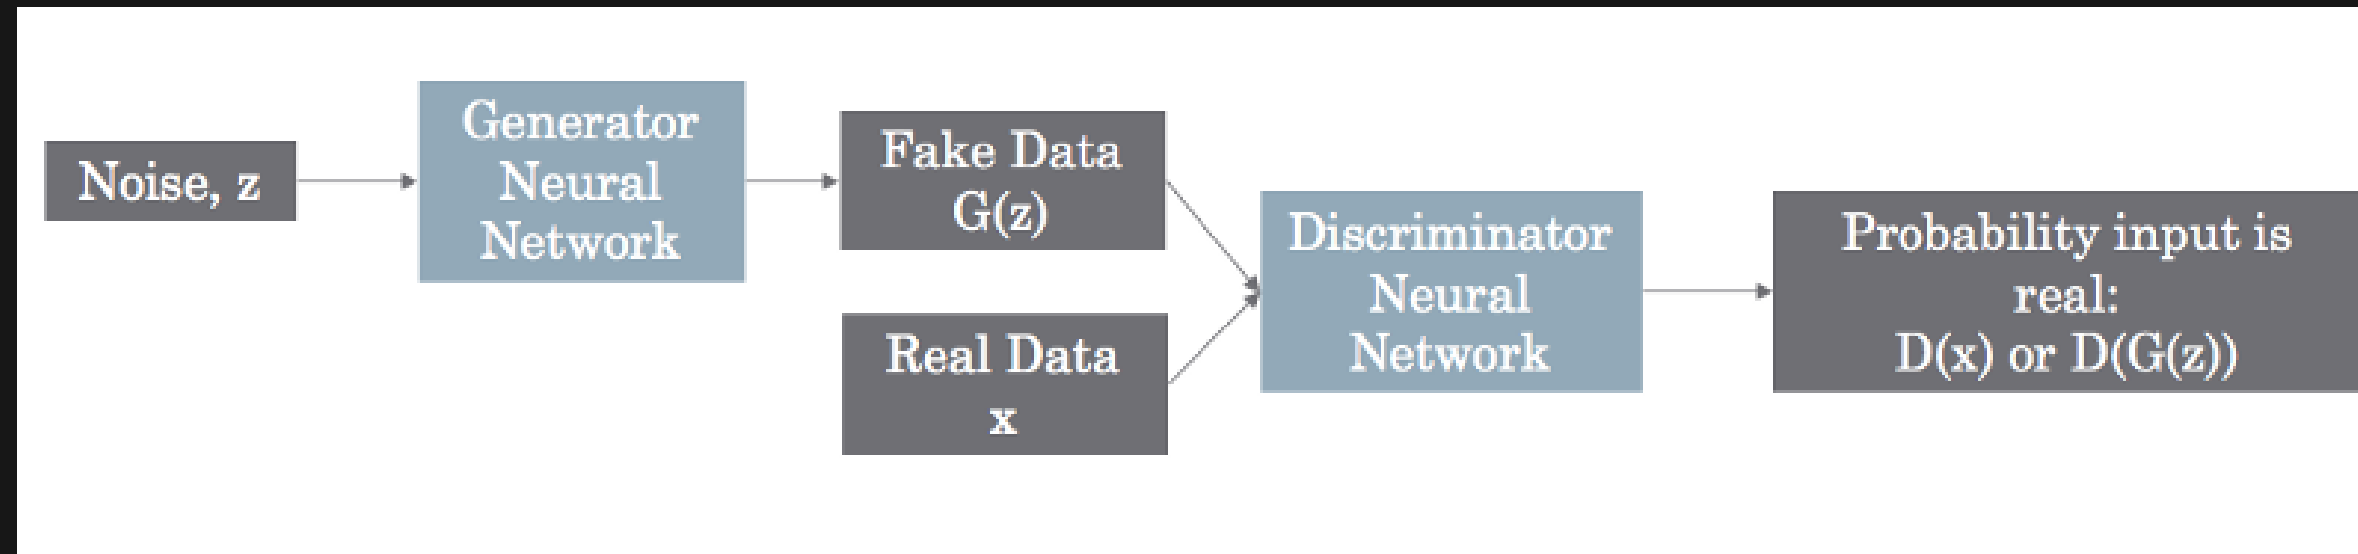 Noise, z
Generator
Neural
Network
Fake Data
G(z)
Real Data
x
Discriminator
Neural
Network
Probability input is
real:
D(x) or D(G(z))